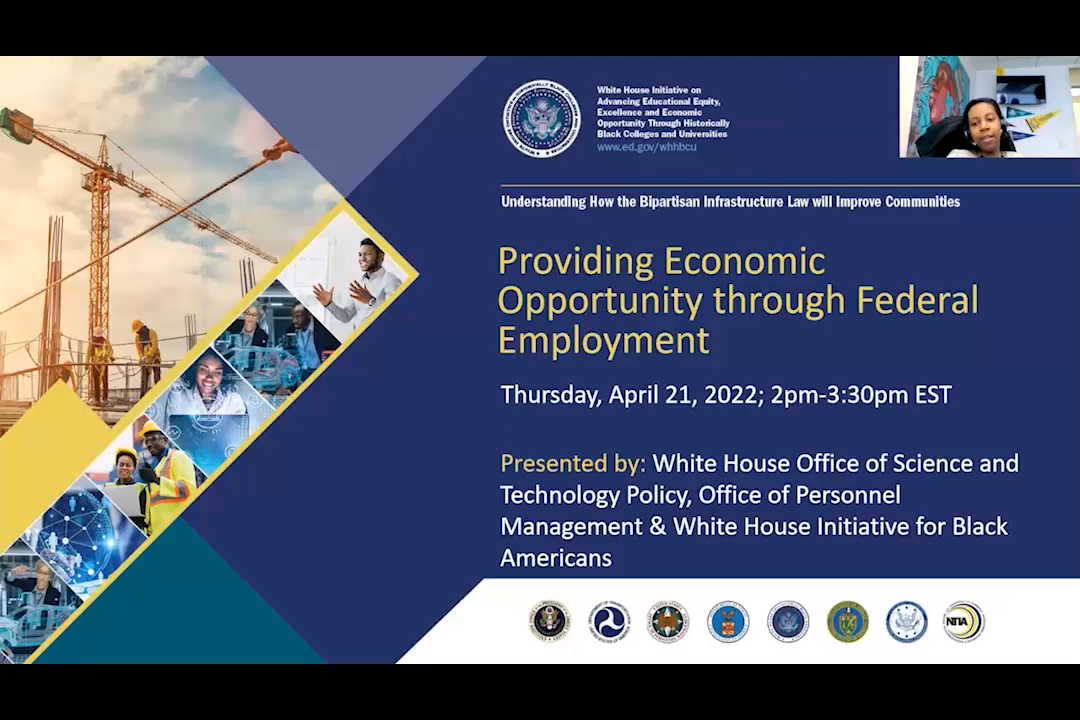 White House Initiative on
Advancing Educational Equity,
Excellence and Economic
Opportunity Through Historically
Black Colleges and Universities
www.ed.gov/whhbcu
Understanding How the Bipartisan Infrastructure Law will Improve Communities
Providing Economic
Opportunity through Federal
Employment
Thursday, April 21, 2022; 2pm-3:30pm EST
Presented by: White House Office of Science and
Technology Policy, Office of Personnel
Management & White House Initiative for Black
Americans
NTIA